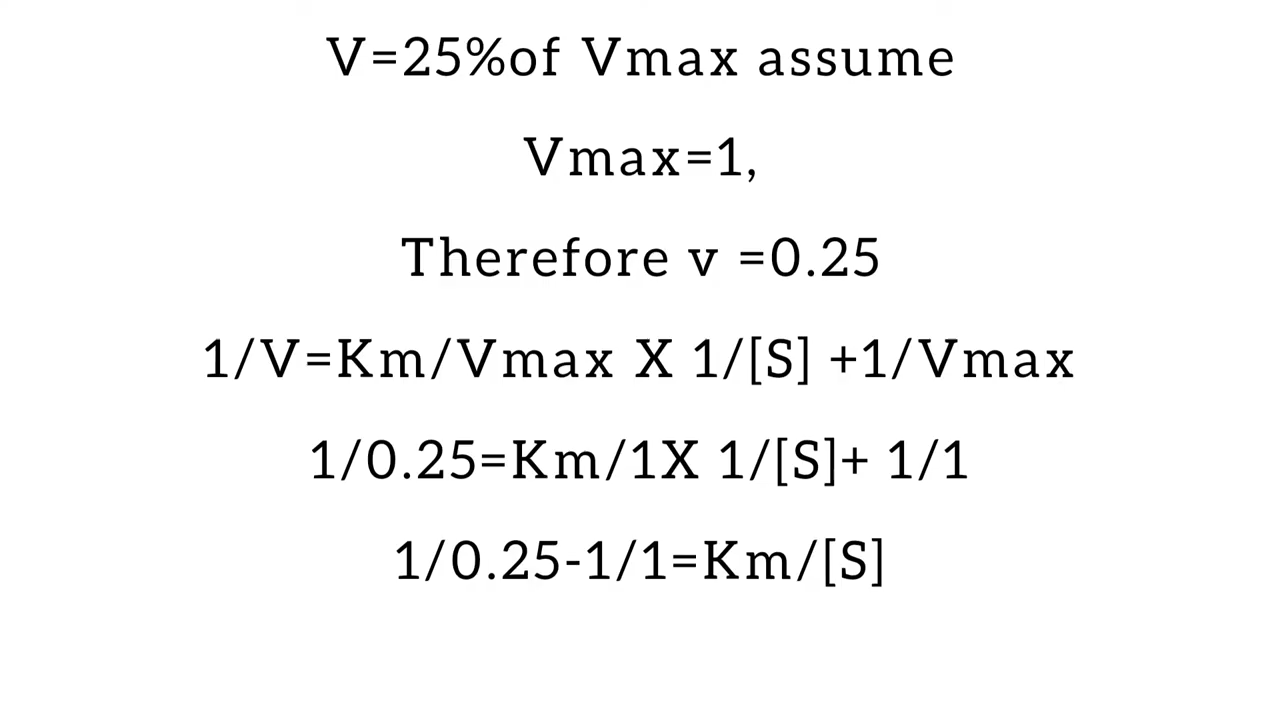 V=25%of Vmax assume
Vmax=1,
Therefore v =0.25
1/V=Km/Vmax X 1/[S] +1/Vmax
1/0.25=Km/1X 1/[S]+ 1/1
1/0.25-1/1=Km/[S]